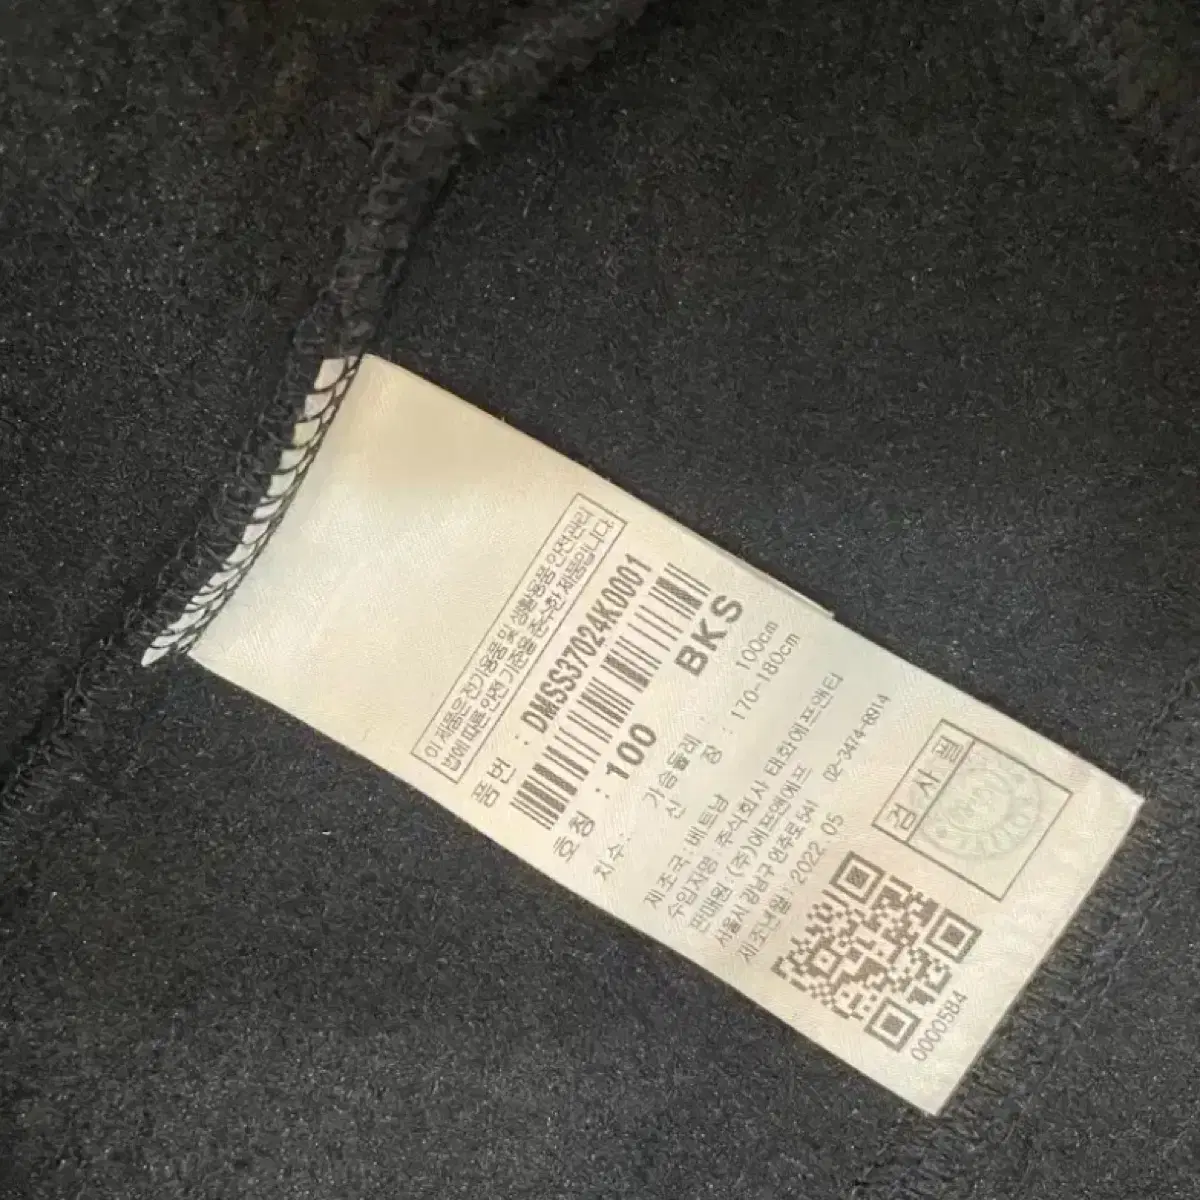 이 제품은 전기용품 및 생활용품 안전관리
법에 따른 안전기준을 준수한 제품입니다.
품번 : DMSS37024K0001
호칭 : 100 BKS
치수: 가슴둘레 : 100cm
신 장 : 170-180cm
제조국:베트남
수입자명 주식회사 태화에프앤티
판매원:(주)에프앤에프
서울시 강남구 언주로541 02-3474-8914
제조년월: 2022.05
검사필
0000584